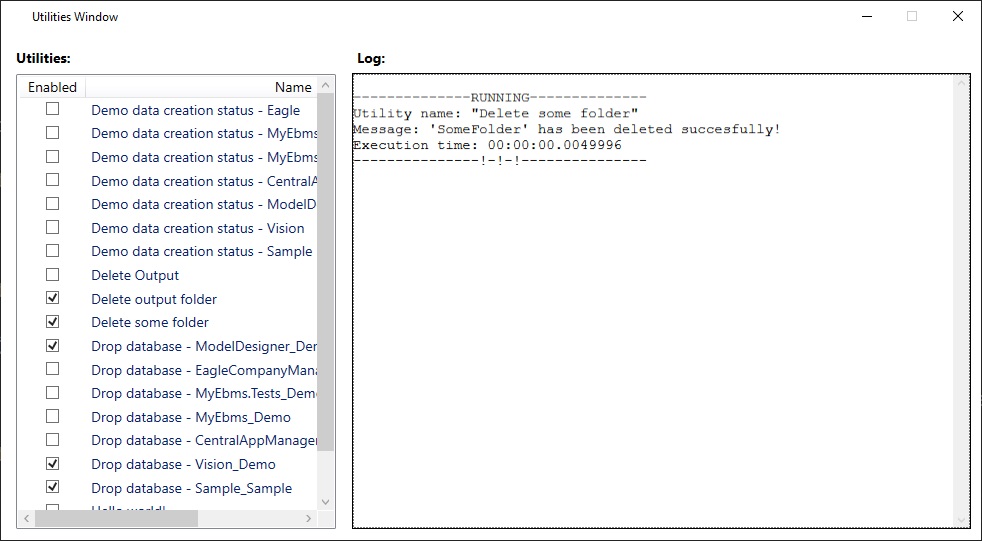 Utilities Window
Utilities:
Enabled Name
Demo data creation status - Eagle
Demo data creation status - MyEbms
Demo data creation status - MyEbms
Demo data creation status - CentralA
Demo data creation status - ModelD
Demo data creation status - Vision
Demo data creation status - Sample
Delete Output
Delete output folder
Delete some folder
Drop database - ModelDesigner_Der
Drop database - EagleCompanyMana
Drop database - MyEbms.Tests_Demo
Drop database - MyEbms_Demo
Drop database - CentralAppManager
Drop database - Vision_Demo
Drop database - Sample_Sample
Hello world!
Log:
--------------RUNNING--------------
Utility name: "Delete some folder"
Message: 'SomeFolder' has been deleted succesfully!
Execution time: 00:00:00.0049996
---------------!-!-!---------------